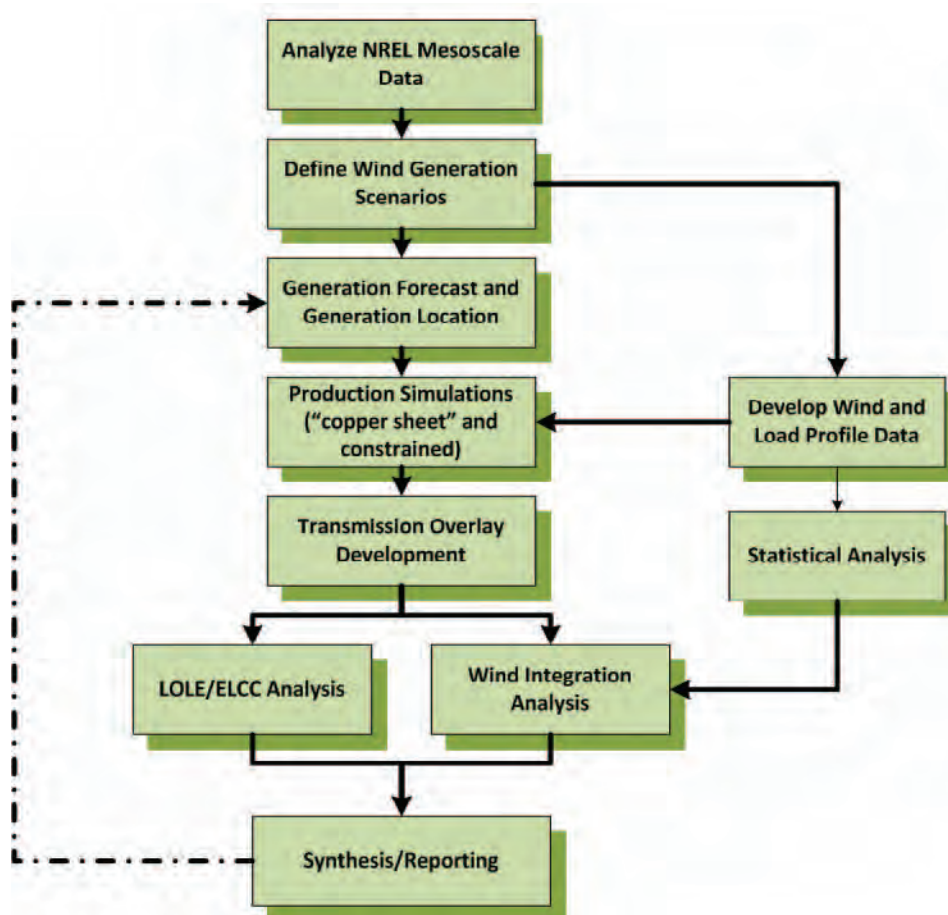 Analyze NREL Mesoscale
Data
Define Wind Generation
Scenarios
Generation Forecast and
Generation Location
Production Simulations
("copper sheet" and
constrained)
Develop Wind and
Load Profile Data
Transmission Overlay
Development
Statistical Analysis
LOLE/ELCC Analysis
Wind Integration
Analysis
Synthesis/Reporting